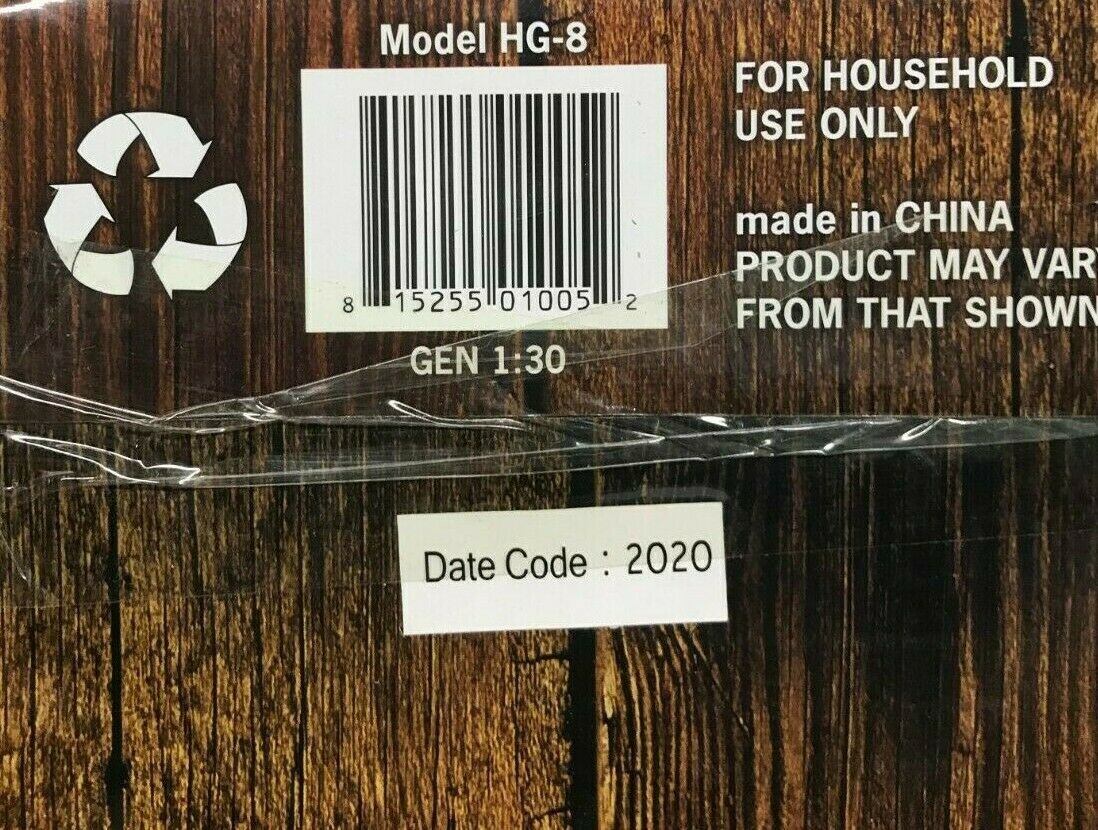 Model HG-8
8 15255 01005 2
GEN 1:30
FOR HOUSEHOLD
USE ONLY
made in CHINA
PRODUCT MAY VARY
FROM THAT SHOWN
Date Code : 2020